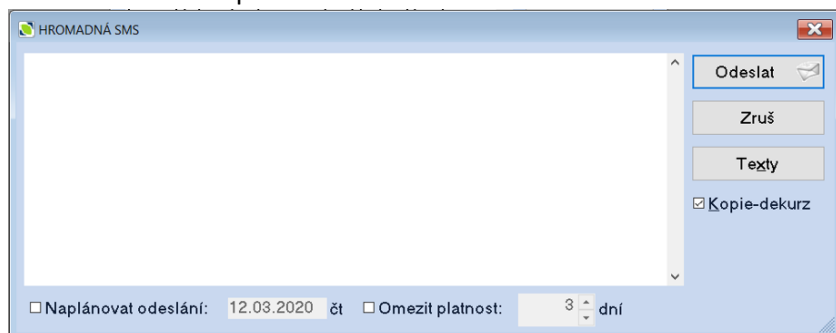 HROMADNÁ SMS
Odeslat
Zruš
Texty
Kopie-dekurz
Naplánovat odeslání: 12.03.2020 čt Omezit platnost: 3 dní